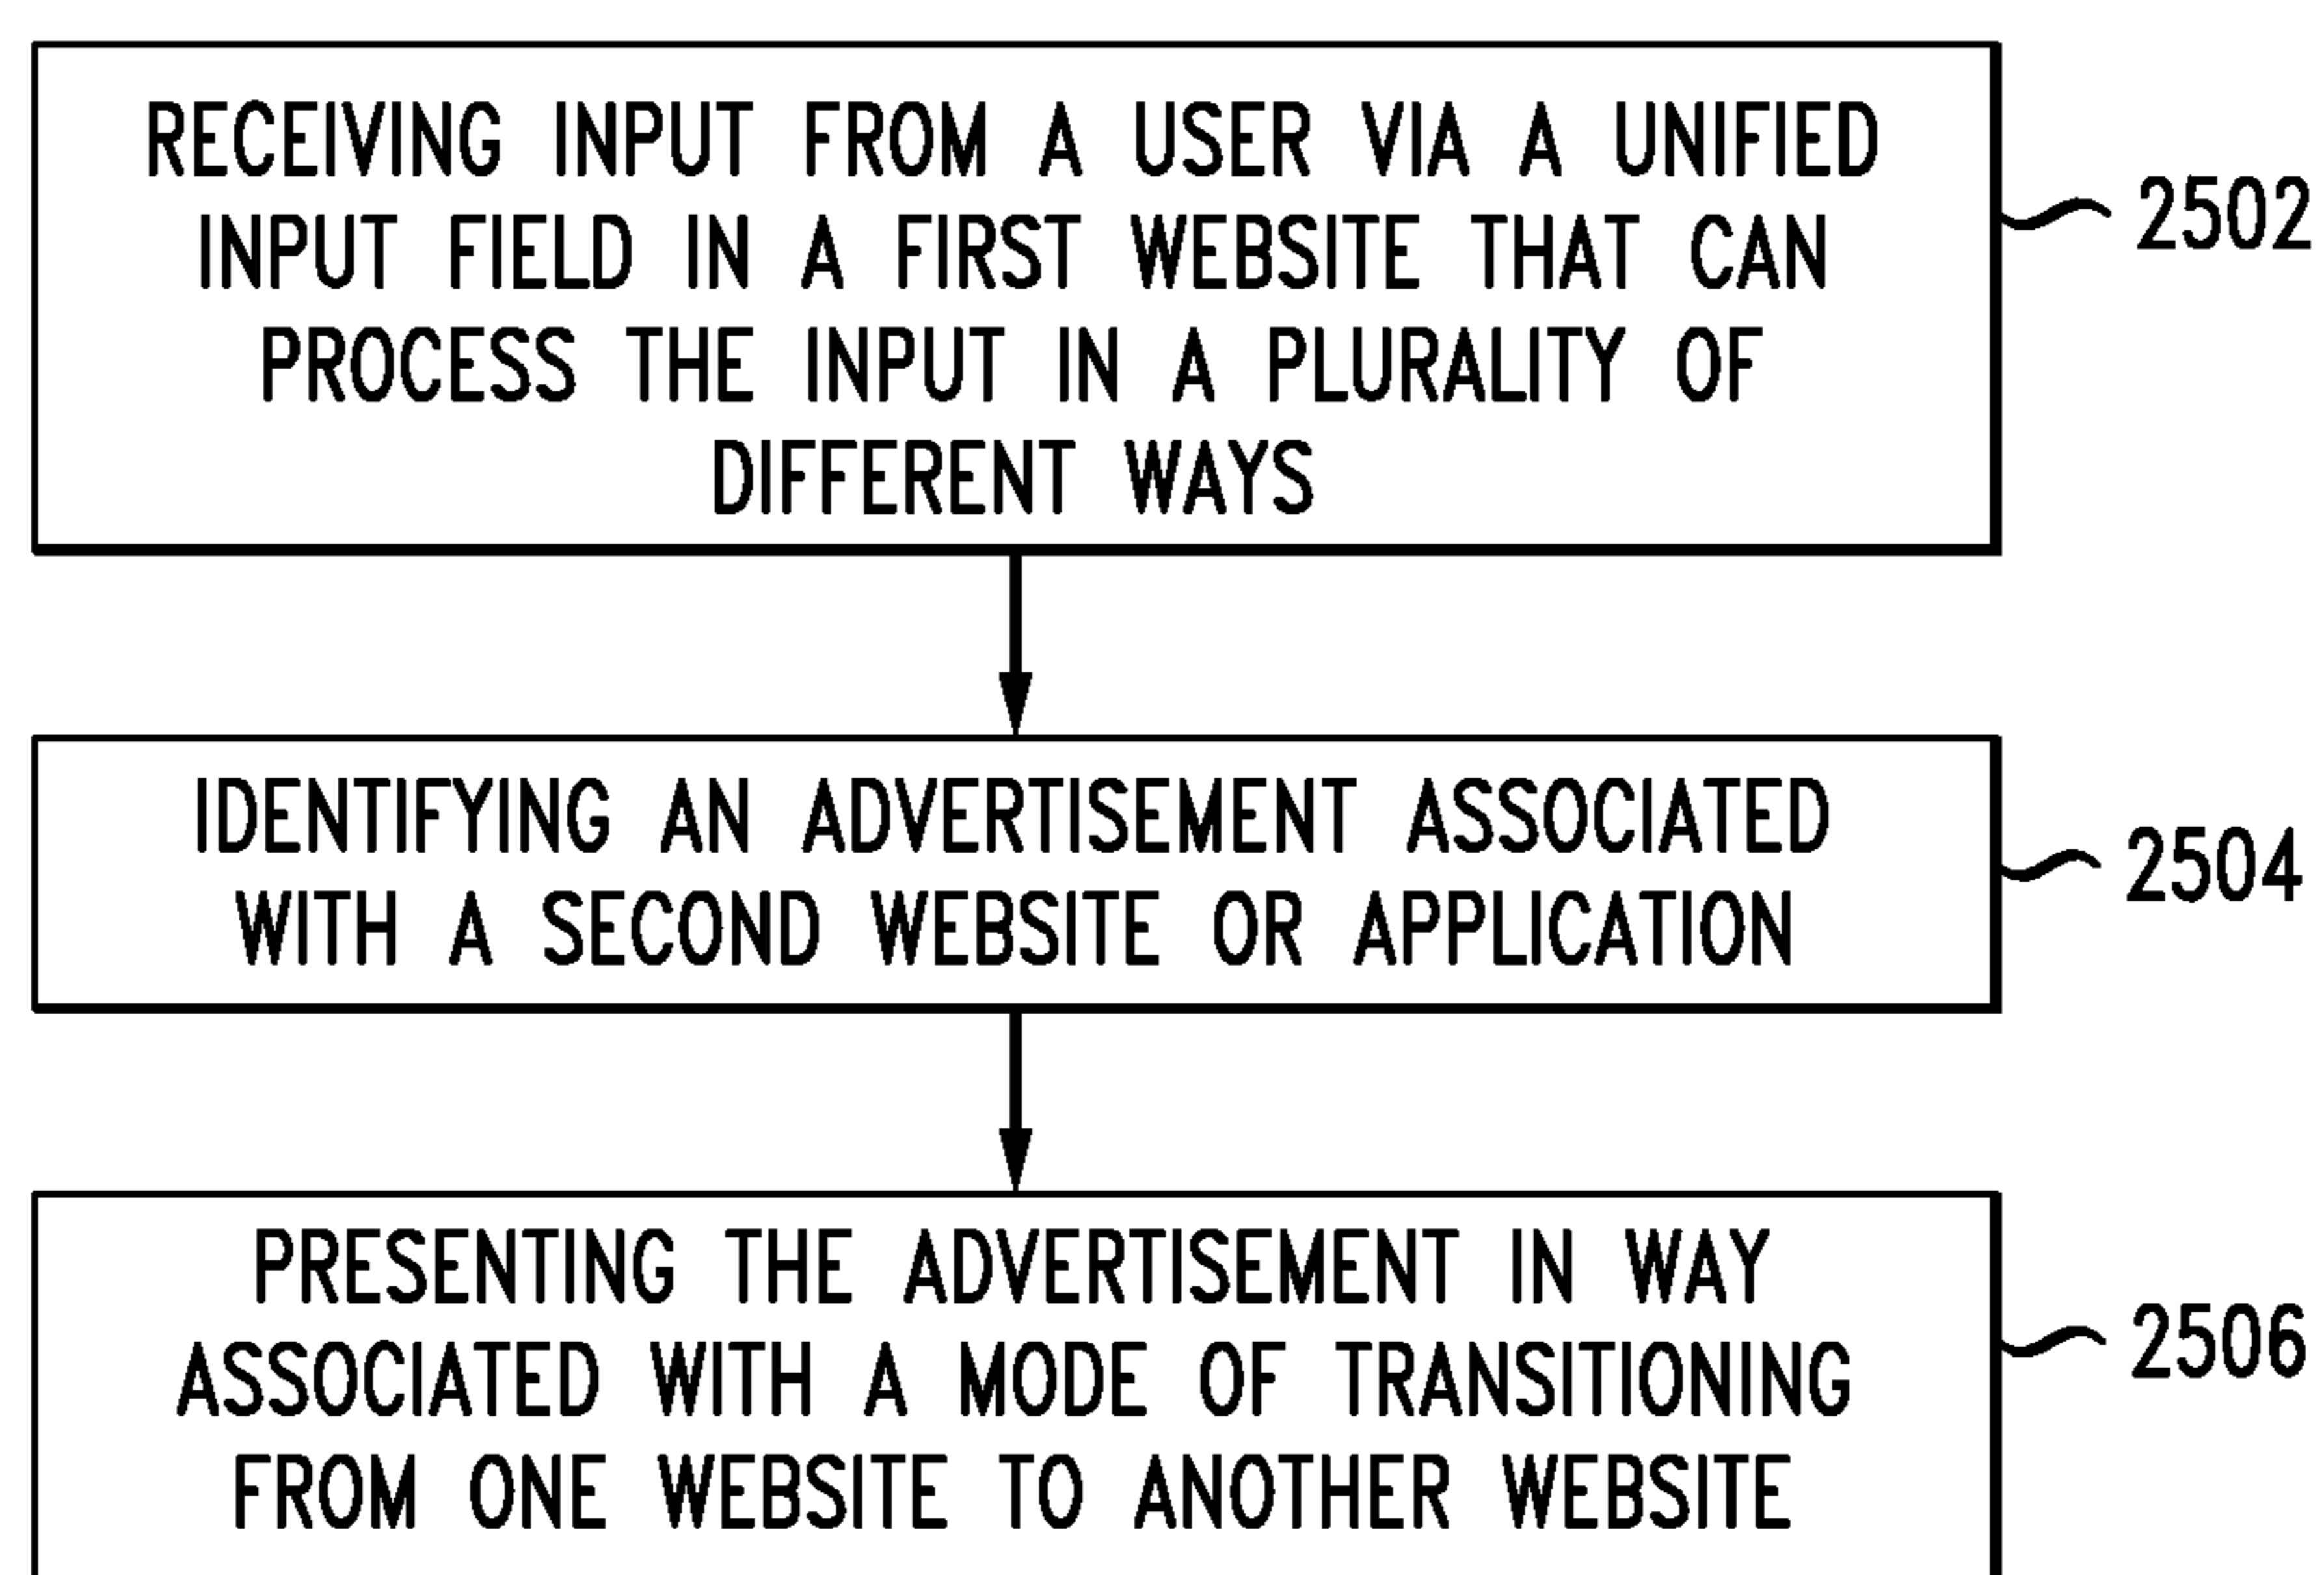 RECEIVING INPUT FROM A USER VIA A UNIFIED
INPUT FIELD IN A FIRST WEBSITE THAT CAN
PROCESS THE INPUT IN A PLURALITY OF
DIFFERENT WAYS
2502
IDENTIFYING AN ADVERTISEMENT ASSOCIATED
WITH A SECOND WEBSITE OR APPLICATION
2504
PRESENTING THE ADVERTISEMENT IN WAY
ASSOCIATED WITH A MODE OF TRANSITIONING
FROM ONE WEBSITE TO ANOTHER WEBSITE
2506